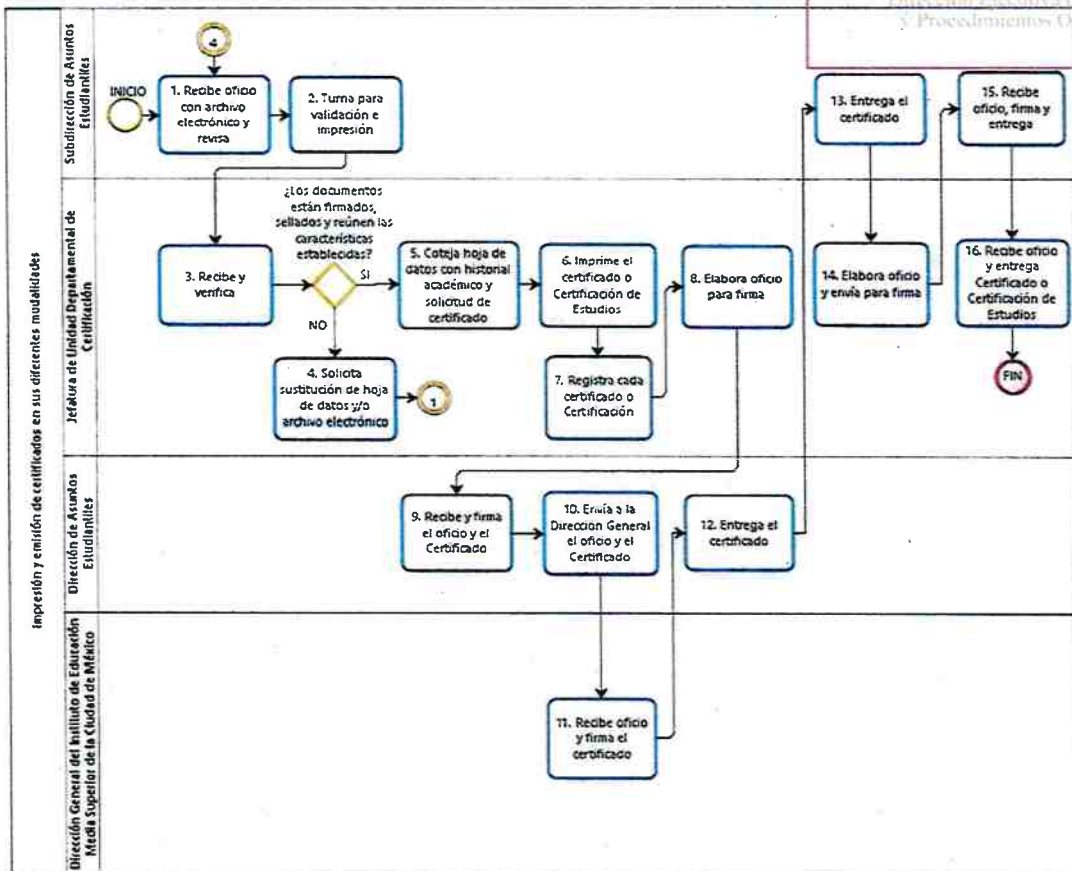 y Procedimientos O
Impresión y emisión de certificados en sus diferentes modalidades
Subdirección de Asuntos
Estudiantiles
INICIO
4
1. Recibe oficio
con archivo
electrónico y
revisa
2. Turna para
validación e
impresión
13. Entrega el
certificado
15. Recibe
oficio, firma y
entrega
Jefatura de Unidad Departamental de
Certificación
3. Recibe y
verifica
¿Los documentos
están firmados,
sellados y reúnen las
características
establecidas?
SI
NO
4. Solicita
sustitución de hoja
de datos y/o
archivo electrónico
1
5. Coteja hoja de
datos con historial
académico y
solicitud de
certificado
6. Imprime el
certificado o
Certificación de
Estudios
7. Registra cada
certificado o
Certificación
8. Elabora oficio
para firma
14. Elabora oficio
y envía para firma
16. Recibe oficio
y entrega
Certificado o
Certificación de
Estudios
FIN
Dirección de Asuntos
Estudiantiles
9. Recibe y firma
el oficio y el
Certificado
10. Envía a la
Dirección General
el oficio y el
Certificado
12. Entrega el
certificado
Dirección General del Instituto de Educación
Media Superior de la Ciudad de México
11. Recibe oficio
y firma el
certificado